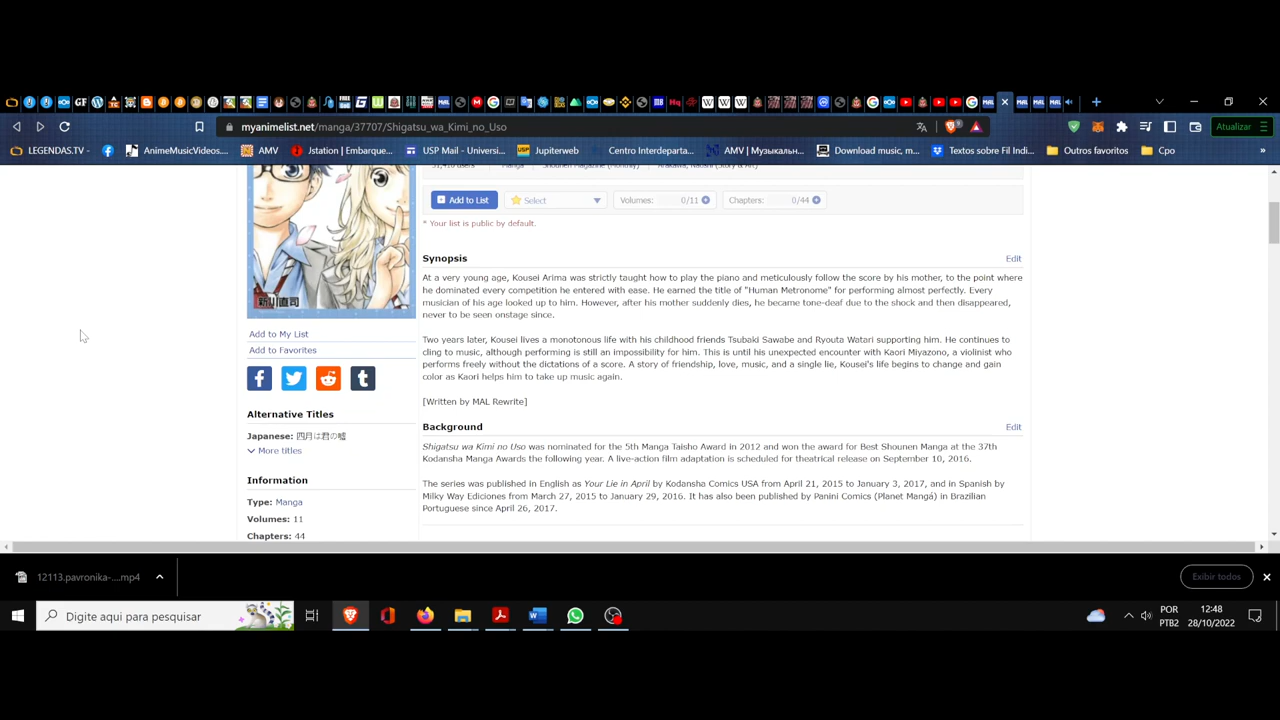 GF
myanimelist.net/manga/37707/Shigatsu_wa_Kimi_no_Uso
Atualizar
LEGENDAS.TV
AnimeMusicVideos...
AMV
Jstation | Embarque...
USP Mail - Universi...
Jupiterweb
Centro Interdeparta...
AMV | Музыкальн...
Download music, m...
Textos sobre Fil Indi...
Outros favoritos
Cpo
Add to List
Select
Volumes: 0/11
Chapters: 0/44
* Your list is public by default.
Synopsis
Edit
At a very young age, Kousei Arima was strictly taught how to play the piano and meticulously follow the score by his mother, to the point where
he dominated every competition he entered with ease. He earned the title of "Human Metronome" for performing almost perfectly. Every
musician of his age looked up to him. However, after his mother suddenly dies, he became tone-deaf due to the shock and then disappeared,
never to be seen onstage since.
Two years later, Kousei lives a monotonous life with his childhood friends Tsubaki Sawabe and Ryouta Watari supporting him. He continues to
cling to music, although performing is still an impossibility for him. This is until his unexpected encounter with Kaori Miyazono, a violinist who
performs freely without the dictations of a score. A story of friendship, love, music, and a single lie, Kousei's life begins to change and gain
color as Kaori helps him to take up music again.
[Written by MAL Rewrite]
Background
Edit
Shigatsu wa Kimi no Uso was nominated for the 5th Manga Taisho Award in 2012 and won the award for Best Shounen Manga at the 37th
Kodansha Manga Awards the following year. A live-action film adaptation is scheduled for theatrical release on September 10, 2016.
The series was published in English as Your Lie in April by Kodansha Comics USA from April 21, 2015 to January 3, 2017, and in Spanish by
Milky Way Ediciones from March 27, 2015 to January 29, 2016. It has also been published by Panini Comics (Planet Mangá) in Brazilian
Portuguese since April 26, 2017.
新川直司
Add to My List
Add to Favorites
Alternative Titles
Japanese: 四月は君の嘘
More titles
Information
Type: Manga
Volumes: 11
Chapters: 44
12113.pavronika-....mp4
Exibir todos
Digite aqui para pesquisar
POR
PTB2
12:48
28/10/2022